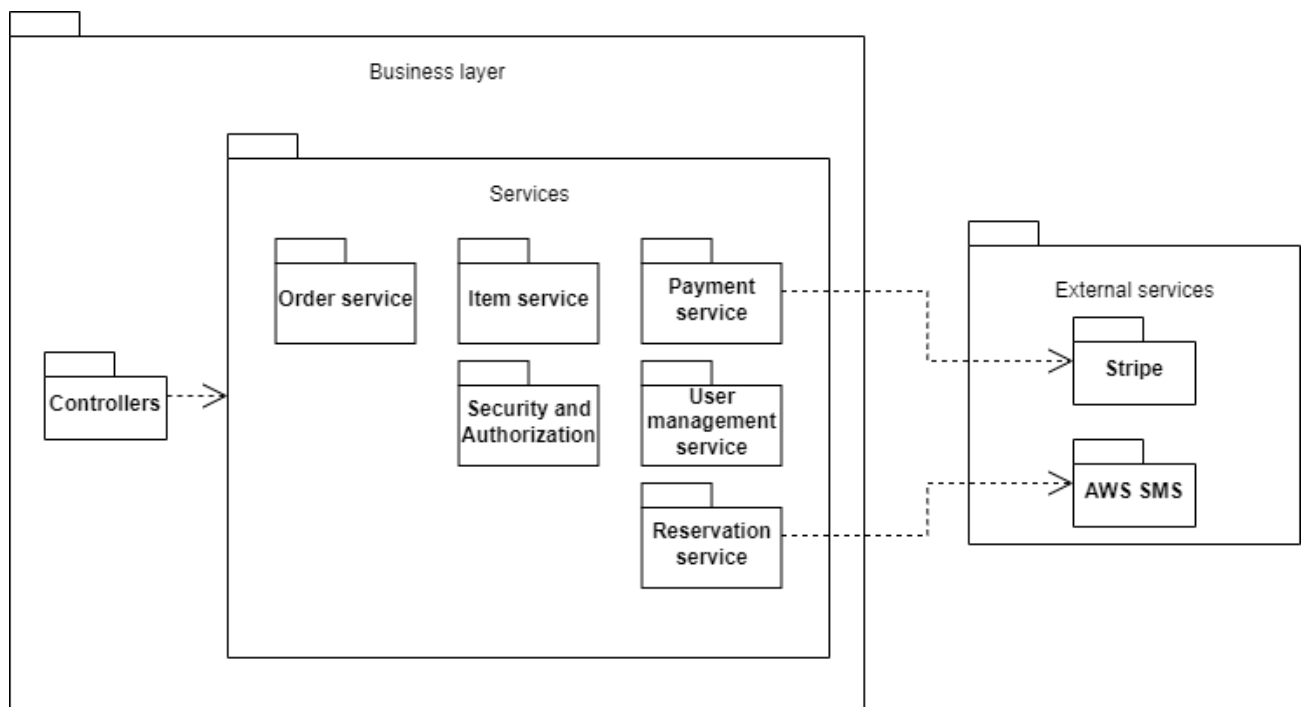 Business layer
Services
Order service
Item service
Payment
service
External services
Stripe
Controllers
Security and
Authorization
User
management
service
AWS SMS
Reservation
service